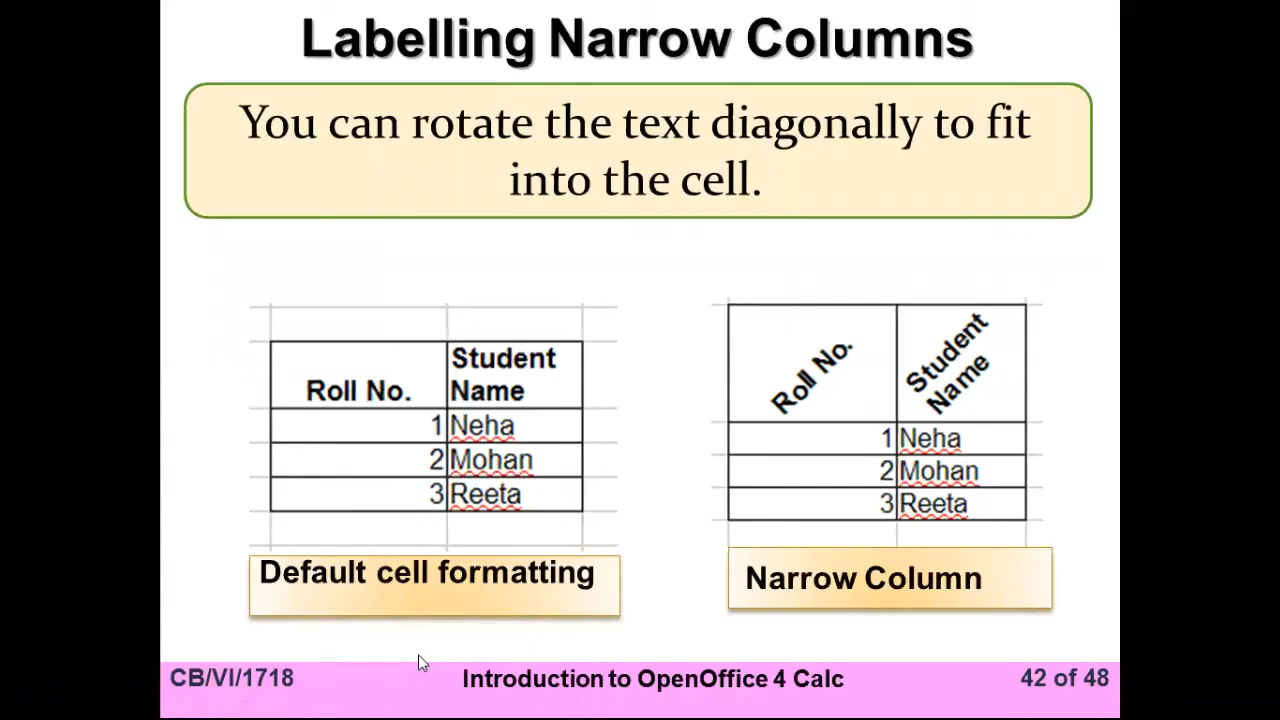 Labelling Narrow Columns
You can rotate the text diagonally to fit
into the cell.
Roll No. Student
Name
1 Neha
2 Mohan
3 Reeta
Default cell formatting
Roll No. Student
Name
1 Neha
2 Mohan
3 Reeta
Narrow Column
CB/VI/1718 Introduction to OpenOffice 4 Calc 42 of 48